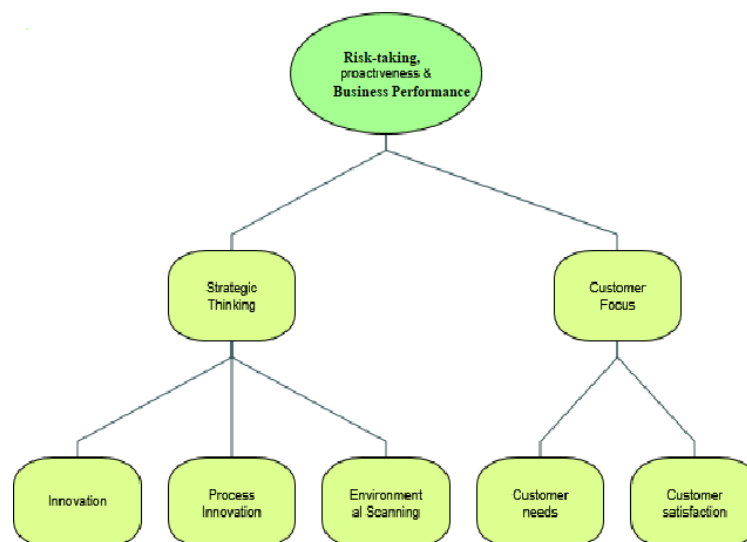 Risk-taking,
proactiveness &
Business Performance
Strategic
Thinking
Customer
Focus
Innovation
Process
Innovation
Environment
al Scanning
Customer
needs
Customer
satisfaction